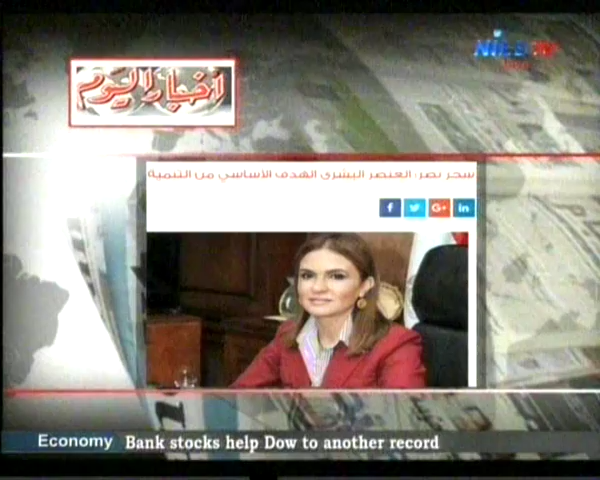 NILE TV
أخبار اليوم
سحر نصر: العنصر البشرى الهدف الأساسي من التنمية
f
G+
in
Economy Bank stocks help Dow to another record